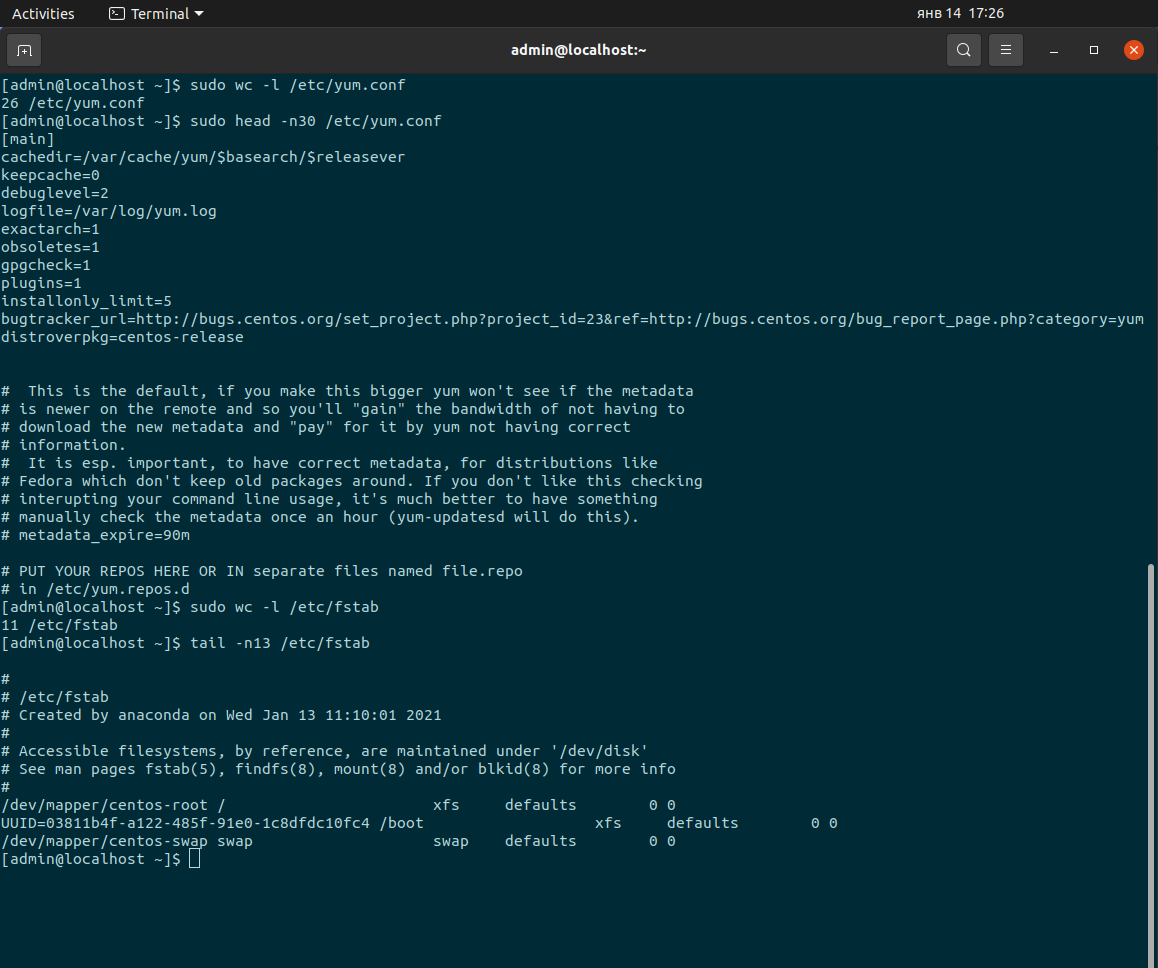 Activities Terminal янв 14 17:26
admin@localhost:~
[admin@localhost ~]$ sudo wc -l /etc/yum.conf
26 /etc/yum.conf
[admin@localhost ~]$ sudo head -n30 /etc/yum.conf
[main]
cachedir=/var/cache/yum/$basearch/$releasever
keepcache=0
debuglevel=2
logfile=/var/log/yum.log
exactarch=1
obsoletes=1
gpgcheck=1
plugins=1
installonly_limit=5
bugtracker_url=http://bugs.centos.org/set_project.php?project_id=23&ref=http://bugs.centos.org/bug_report_page.php?category=yum
distroverpkg=centos-release
#  This is the default, if you make this bigger yum won't see if the metadata
# is newer on the remote and so you'll "gain" the bandwidth of not having to
# download the new metadata and "pay" for it by yum not having correct
# information.
#  It is esp. important, to have correct metadata, for distributions like
# Fedora which don't keep old packages around. If you don't like this checking
# interupting your command line usage, it's much better to have something
# manually check the metadata once an hour (yum-updatesd will do this).
# metadata_expire=90m
# PUT YOUR REPOS HERE OR IN separate files named file.repo
# in /etc/yum.repos.d
[admin@localhost ~]$ sudo wc -l /etc/fstab
11 /etc/fstab
[admin@localhost ~]$ tail -n13 /etc/fstab
#
# /etc/fstab
# Created by anaconda on Wed Jan 13 11:10:01 2021
#
# Accessible filesystems, by reference, are maintained under '/dev/disk'
# See man pages fstab(5), findfs(8), mount(8) and/or blkid(8) for more info
#
/dev/mapper/centos-root /                       xfs     defaults        0 0
UUID=03811b4f-a122-485f-91e0-1c8dfdc10fc4 /boot                   xfs     defaults        0 0
/dev/mapper/centos-swap swap                    swap    defaults        0 0
[admin@localhost ~]$